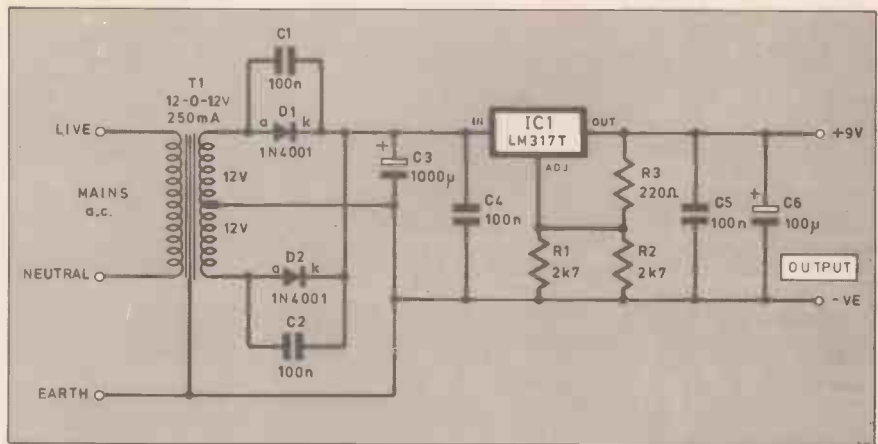 C1
100n
T1
12-0-12V
250mA
LIVE
a
D1
k
1N4001
IN
IC1
LM317T
OUT
ADJ
+9V
12V
+
C3
1000µ
R3
220Ω
+
MAINS
a.c.
C4
100n
C5
100n
C6
100µ
12V
R1
2k7
R2
2k7
NEUTRAL
a
D2
k
1N4001
OUTPUT
-VE
C2
100n
EARTH